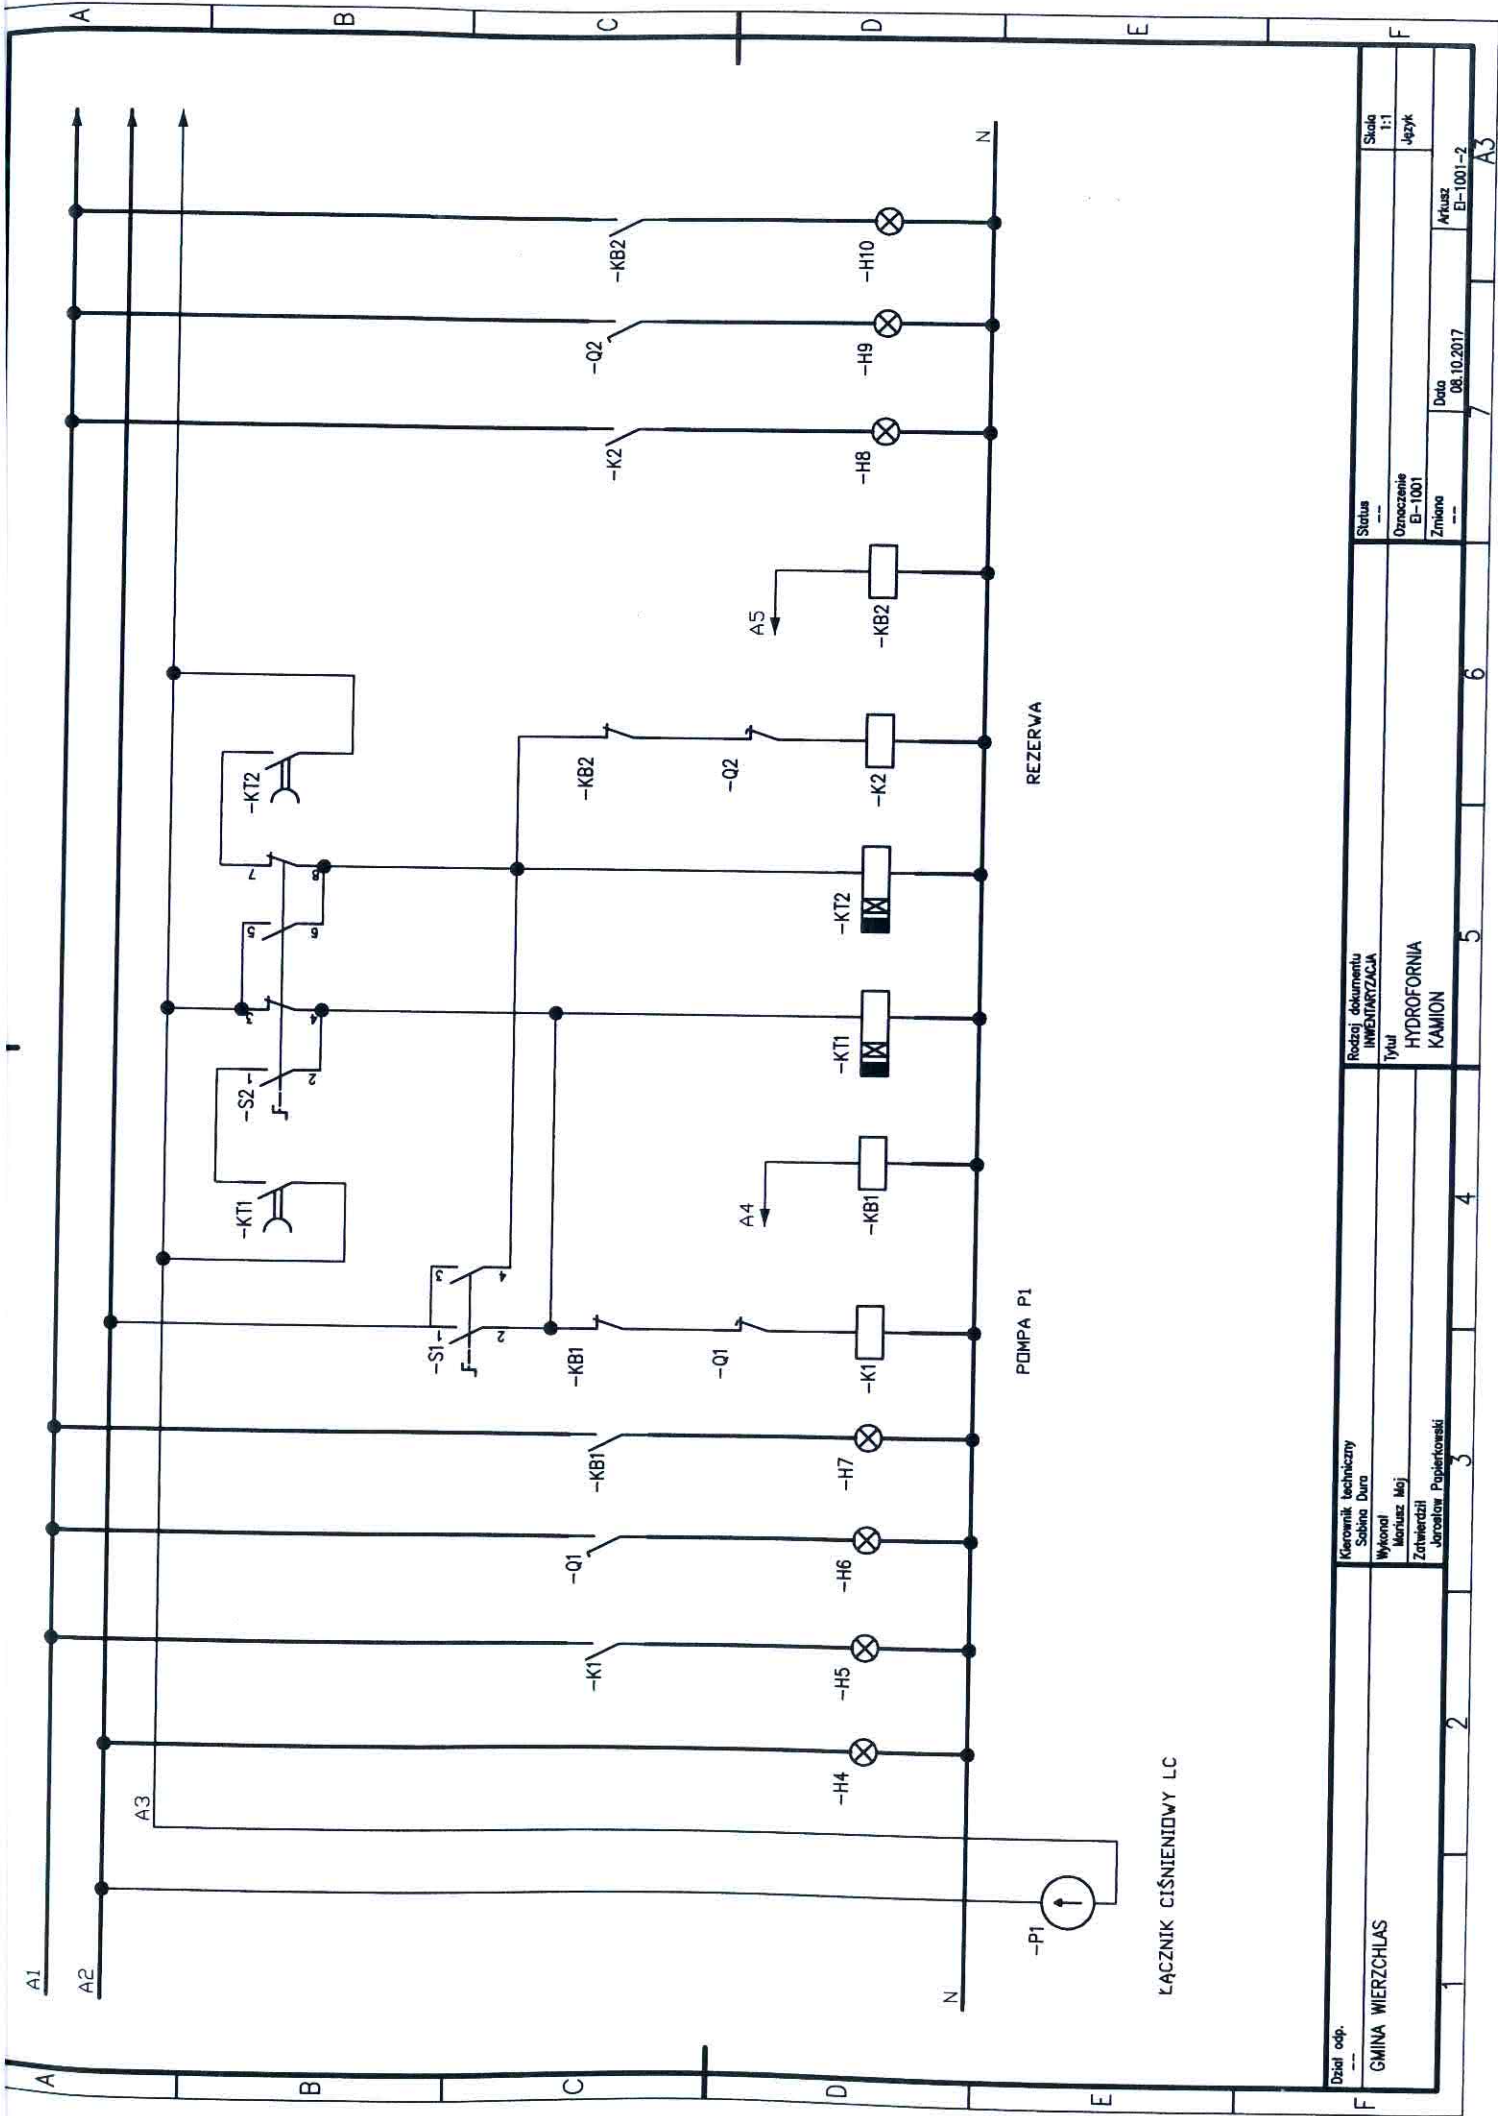 A
B
C
D
E
F
A1
A2
A3
-KT1
-S2
1
2
3
4
5
6
7
8
-KT2
-S1
1
2
3
4
-K1
-Q1
-KB1
-KB1
-KB2
-K2
-Q2
-KB2
-Q1
-Q2
A4
A5
-H4
-H5
-H6
-H7
-K1
-KB1
-KT1
-KT2
-K2
-KB2
-H8
-H9
-H10
N
N
-P1
POMPA P1
REZERWA
ŁĄCZNIK CIŚNIENIOWY LC
Dział odp.
--
GMINA WIERZCHLAS
Kierownik techniczny
Sabina Dura
Wykonał
Mariusz Maj
Zatwierdził
Jarosław Papierkowski
Rodzaj dokumentu
INWENTARYZACJA
Tytuł
HYDROFORNIA
KAMION
Status
--
Skala
1:1
Oznaczenie
EI-1001
Język
Zmiana
--
Data
08.10.2017
Arkusz
EI-1001-2
1
2
3
4
5
6
7
A3
A
B
C
D
E
F